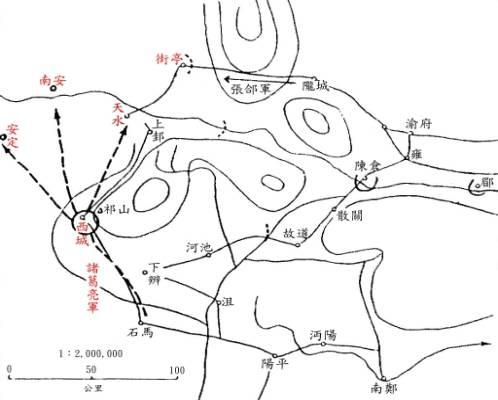 街亭
張郃軍
隴城
南安
天水
上邽
安定
渝府
雍
陳倉
郿
散關
祁山
西城
故道
河池
下辨
諸葛亮軍
沮
石馬
沔陽
陽平
南鄭
1：2,000,000
0
50
100
公里